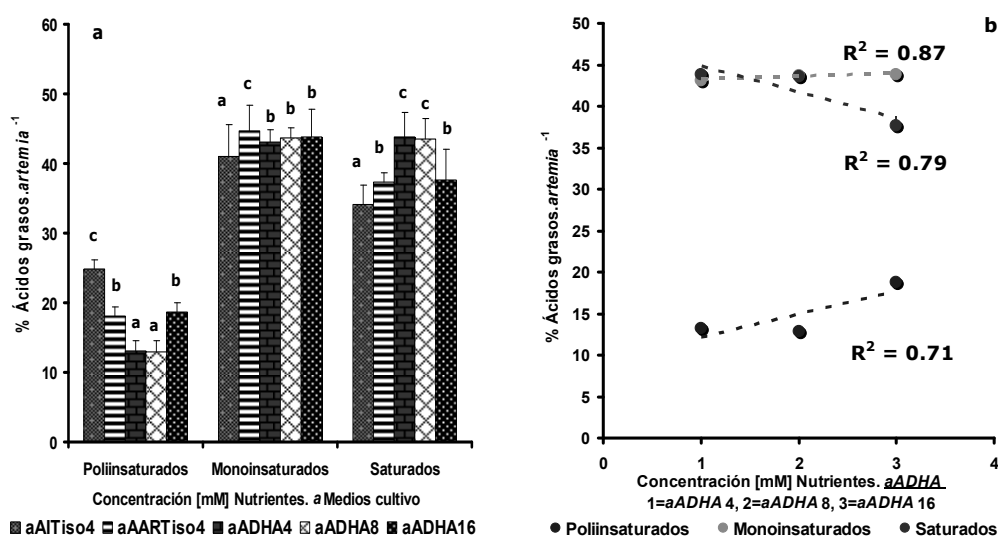 60
50
40
30
20
10
0
% Ácidos grasos.artemia -1
a
c b a a b
a c b b b
a b c c b
Poliinsaturados Monoinsaturados Saturados
Concentración [mM] Nutrientes. a Medios cultivo
aAITiso4 aAARTiso4 aADHA4 aADHA8 aADHA16
50
45
40
35
30
25
20
15
10
5
0
% Ácidos grasos.artemia -1
b
R2 = 0.87
R2 = 0.79
R2 = 0.71
0 1 2 3 4
Concentración [mM] Nutrientes. aADHA
1=aADHA 4, 2=aADHA 8, 3=aADHA 16
Poliinsaturados Monoinsaturados Saturados